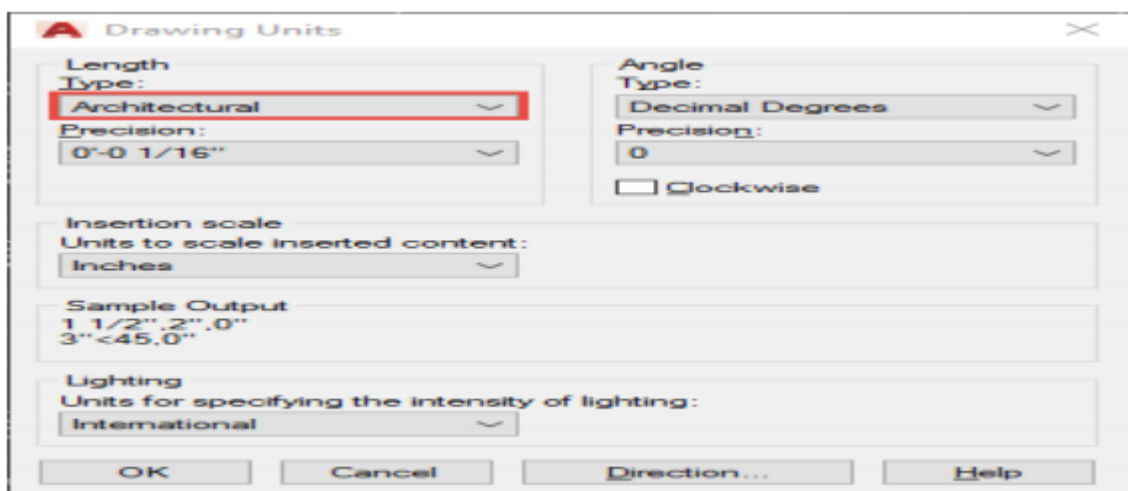 Drawing Units
Length
Type:
Architectural
Precision:
0'-0 1/16"
Angle
Type:
Decimal Degrees
Precision:
0
Clockwise
Insertion scale
Units to scale inserted content:
Inches
Sample Output
1 1/2",2",0"
3"<45,0"
Lighting
Units for specifying the intensity of lighting:
International
OK
Cancel
Direction...
Help